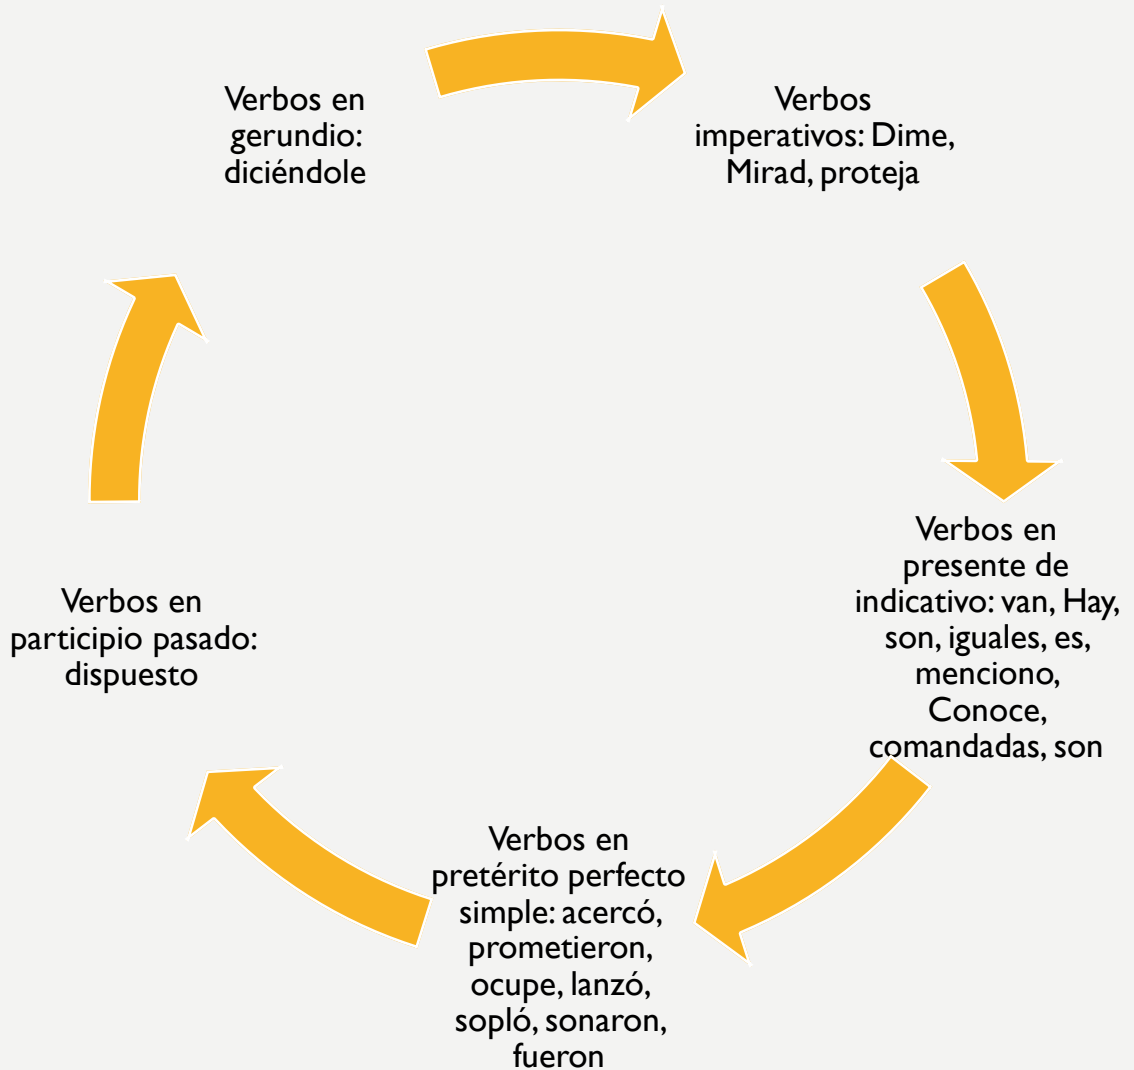 Verbos en
gerundio:
diciéndole
Verbos
imperativos: Dime,
Mirad, proteja
Verbos en
presente de
indicativo: van, Hay,
son, iguales, es,
menciono,
Conoce,
comandadas, son
Verbos en
pretérito perfecto
simple: acercó,
prometieron,
ocupe, lanzó,
sopló, sonaron,
fueron
Verbos en
participio pasado:
dispuesto